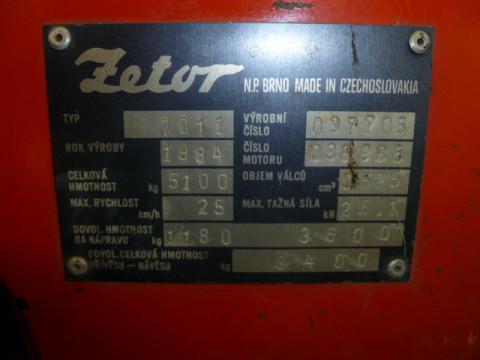 Zetor N.P. BRNO MADE IN CZECHOSLOVAKIA
TYP 7011 VÝROBNÍ ČÍSLO 097705
ROK VÝROBY 1984 ČÍSLO MOTORU
CELKOVÁ HMOTNOST kg 5100 OBJEM VÁLCŮ cm³
MAX. RYCHLOST km/h 25 MAX. TAŽNÁ SÍLA kN
DOVOL. HMOTNOST NA NÁPRAVU kg 1180 3600
DOVOL. CELKOVÁ HMOTNOST PŘÍVĚSU – NÁVĚSU kg 8400